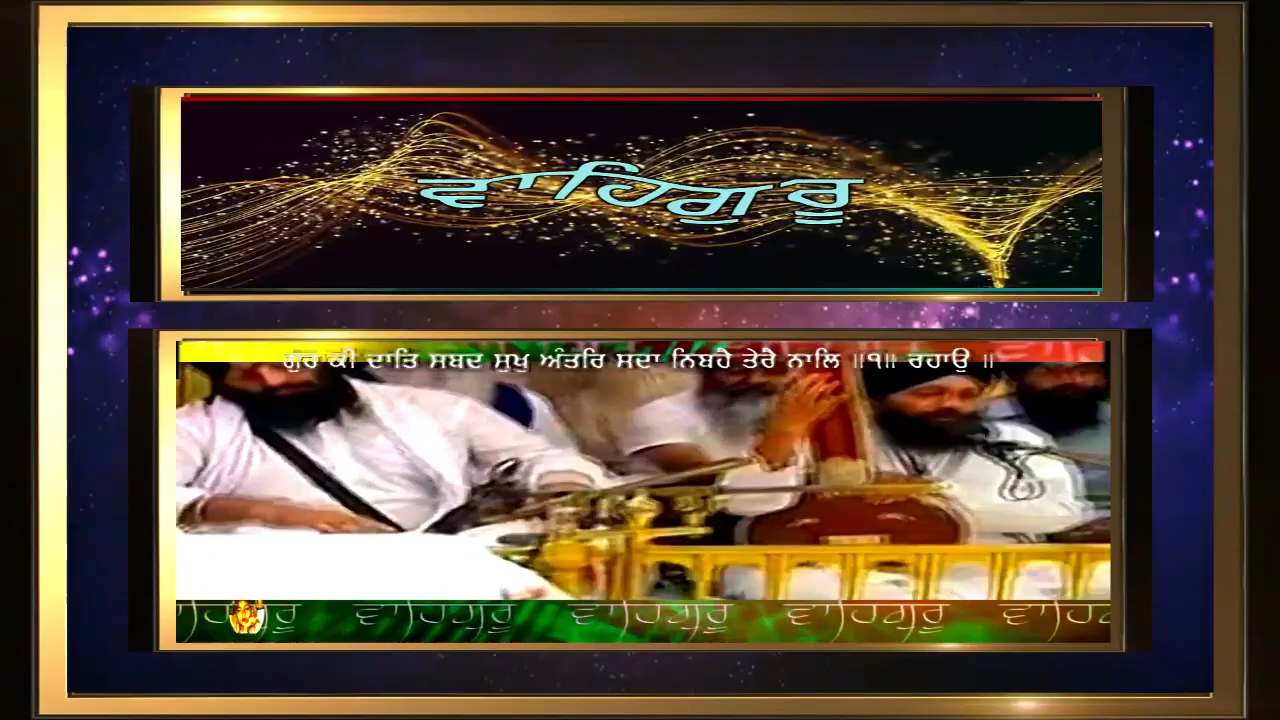 ਵਾਹਿਗੁਰੂ
ਗੁਰ ਕੀ ਦਾਤਿ ਸਬਦ ਸੁਖੁ ਅੰਤਰਿ ਸਦਾ ਨਿਬਹੈ ਤੇਰੈ ਨਾਲਿ ॥੧॥ ਰਹਾਉ ॥
ਵਾਹਿਗੁਰੂ ਵਾਹਿਗੁਰੂ ਵਾਹਿਗੁਰੂ ਵਾਹਿਗੁਰੂ